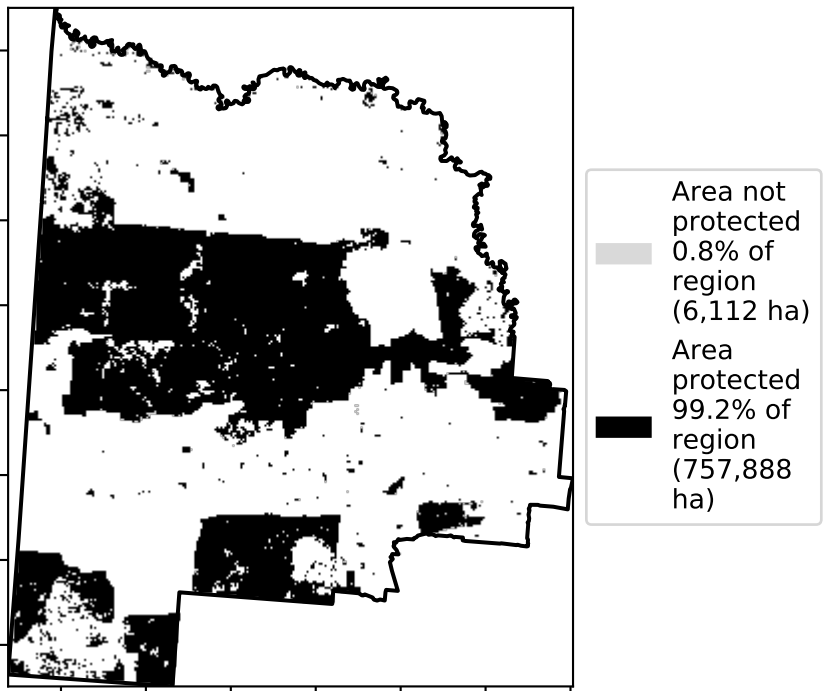 Area not
protected
0.8% of
region
(6,112 ha)
Area
protected
99.2% of
region
(757,888
ha)